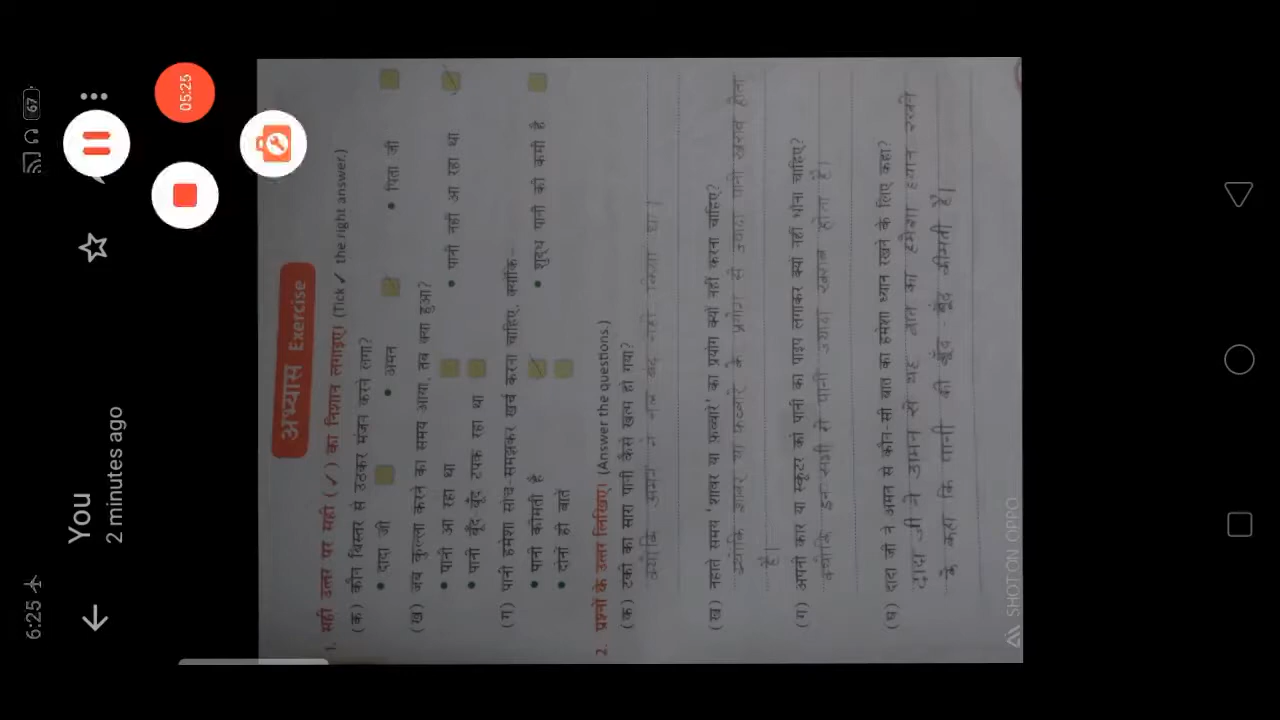 6:25
67
You
2 minutes ago
05:25
अभ्यास Exercise
1. सही उत्तर पर सही (✓) का निशान लगाइए। (Tick ✓ the right answer.)
(क) कौन बिस्तर से उठकर मंजन करने लगा?
• दादा जी • अमन • पिता जी
(ख) जब कुल्ला करने का समय आया, तब क्या हुआ?
• पानी आ रहा था • पानी नहीं आ रहा था
• पानी बूँद-बूँद टपक रहा था
(ग) पानी हमेशा सोच-समझकर खर्च करना चाहिए, क्योंकि–
• पानी कीमती है • शुद्ध पानी की कमी है
• दोनों ही बातें
2. प्रश्नों के उत्तर लिखिए। (Answer the questions.)
(क) टंकी का सारा पानी कैसे खत्म हो गया?
क्योंकि अमन ने नल बंद नहीं किया था।
(ख) नहाते समय 'शावर या फ़व्वारे' का प्रयोग क्यों नहीं करना चाहिए?
क्योंकि शावर या फव्वारे के प्रयोग से ज्यादा पानी खराब होता
है।
(ग) अपनी कार या स्कूटर को पानी का पाइप लगाकर क्यों नहीं धोना चाहिए?
क्योंकि इन सभी से पानी ज्यादा खराब होता है।
(घ) दादा जी ने अमन से कौन-सी बात का हमेशा ध्यान रखने के लिए कहा?
दादा जी ने अमन से यह बात का हमेशा ध्यान रखने
के कहा कि पानी की बूँद-बूँद कीमती है।
SHOT ON OPPO